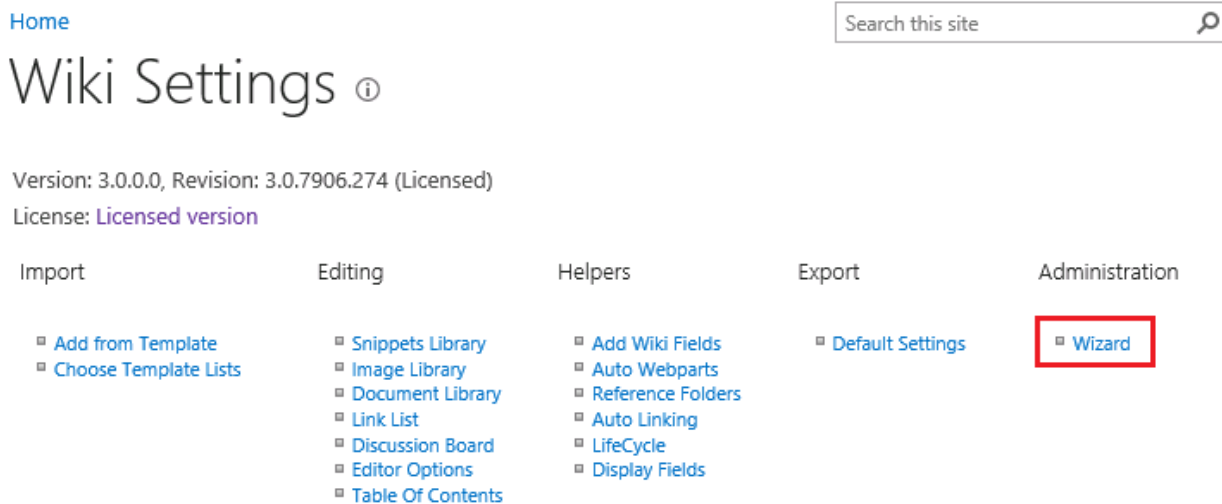 Home
Search this site
Wiki Settings
Version: 3.0.0.0, Revision: 3.0.7906.274 (Licensed)
License: Licensed version
Import
Editing
Helpers
Export
Administration
Add from Template
Choose Template Lists
Snippets Library
Image Library
Document Library
Link List
Discussion Board
Editor Options
Table Of Contents
Add Wiki Fields
Auto Webparts
Reference Folders
Auto Linking
LifeCycle
Display Fields
Default Settings
Wizard